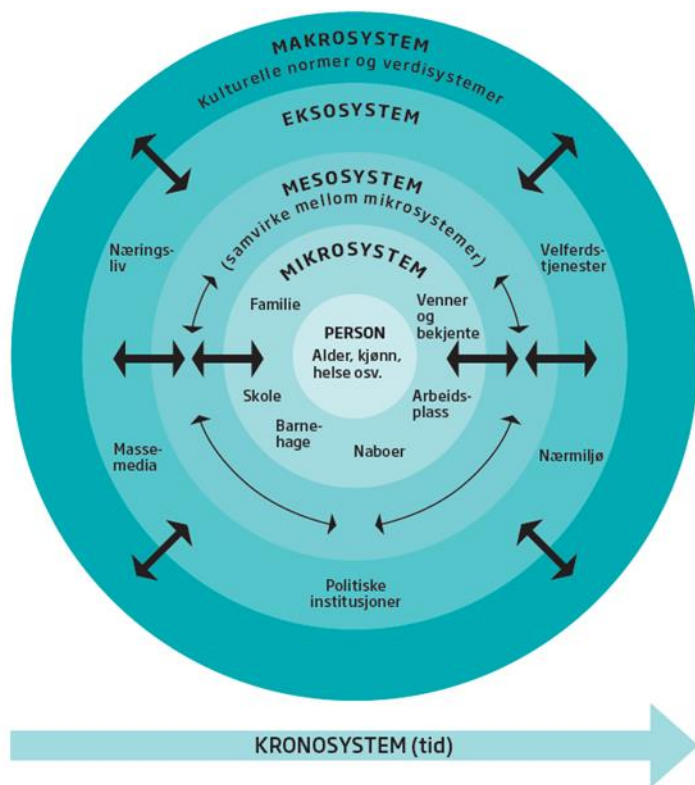 MAKROSYSTEM
Kulturelle normer og verdisystemer
EKSOSYSTEM
MESOSYSTEM
(samvirke mellom mikrosystemer)
MIKROSYSTEM
Nærings-
liv
Velferds-
tjenester
Familie
Venner
og
bekjente
PERSON
Alder, kjønn,
helse osv.
Skole
Arbeids-
plass
Barne-
hage
Naboer
Masse-
media
Nærmiljø
Politiske
institusjoner
KRONOSYSTEM (tid)